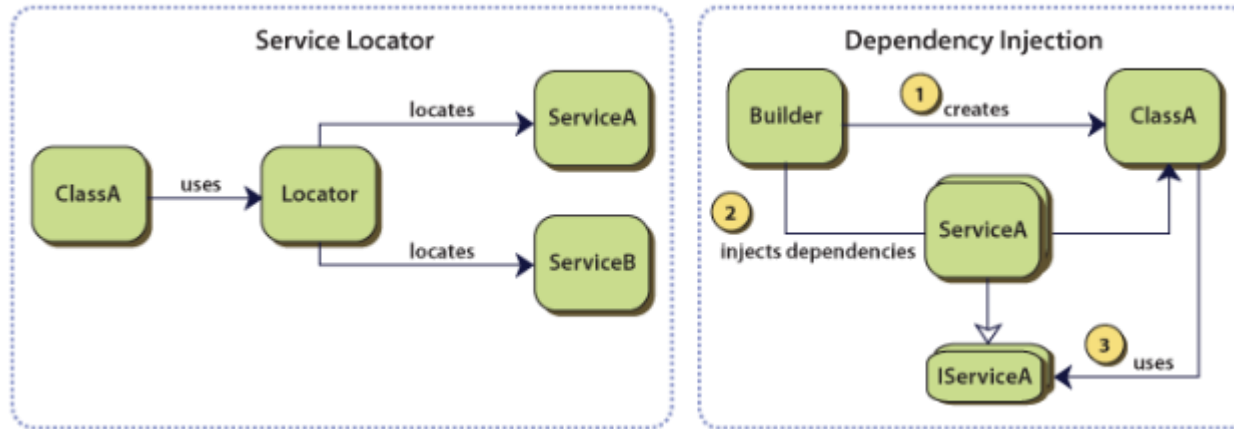 Service Locator
ClassA
uses
Locator
locates
ServiceA
locates
ServiceB
Dependency Injection
Builder
1
creates
ClassA
2
injects dependencies
ServiceA
IServiceA
3
uses